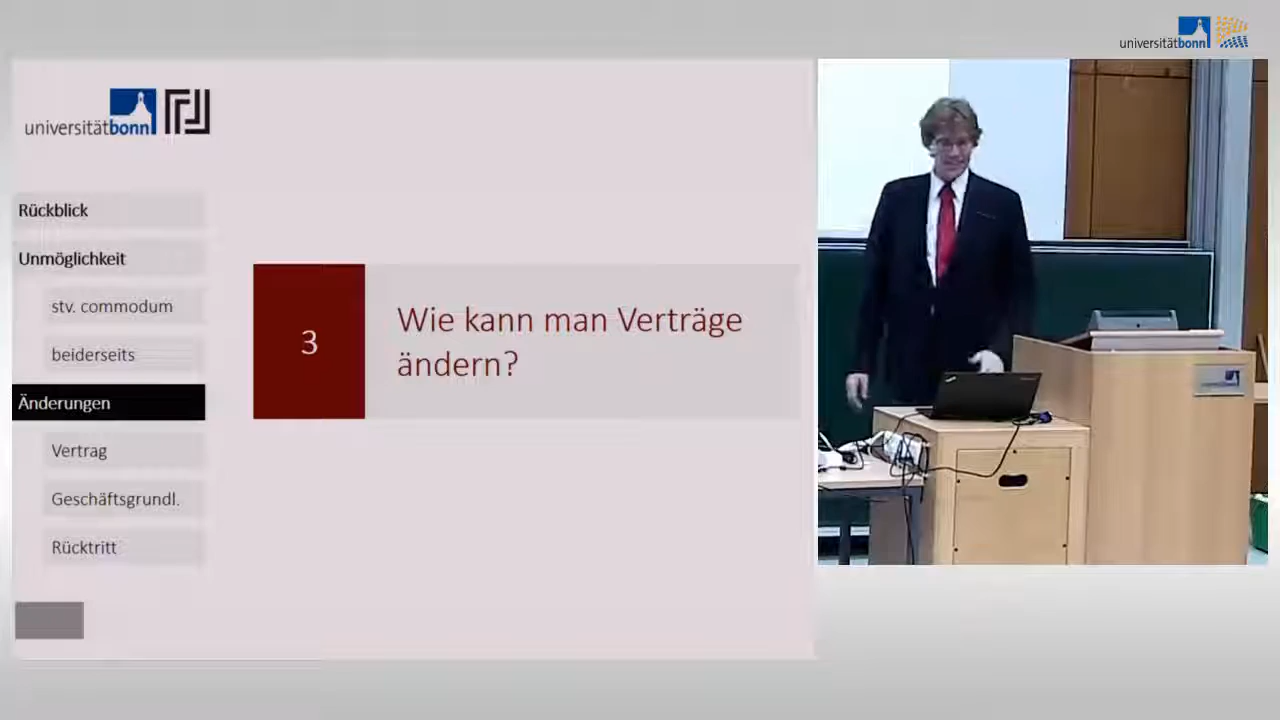 universitätbonn
universitätbonn
Rückblick
Unmöglichkeit
stv. commodum
beiderseits
Änderungen
Vertrag
Geschäftsgrundl.
Rücktritt
3
Wie kann man Verträge
ändern?